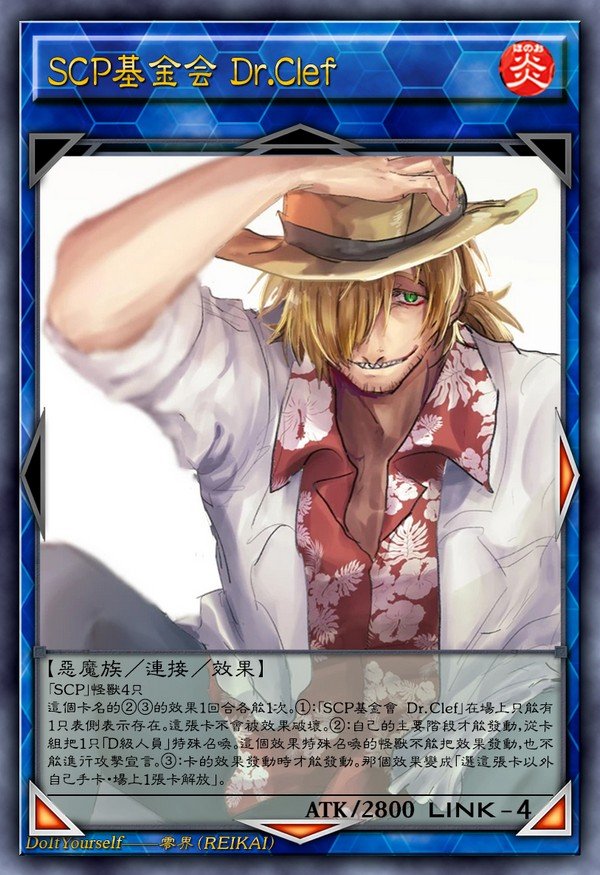 SCP基金会 Dr.Clef
ほのお
炎
【惡魔族／連接／效果】
「SCP」怪獸4只
這個卡名的②③的效果1回合各能1次。①:「SCP基金會 Dr.Clef」在場上只能有
1只表側表示存在。這張卡不會被效果破壞。②：自己的主要階段才能發動，從卡
組把1只「D級人員」特殊召喚。這個效果特殊召喚的怪獸不能把效果發動，也不
能進行攻擊宣言。③：卡的效果發動時才能發動。那個效果變成「選這張卡以外
自己手卡·場上1張卡解放」。
ATK/2800 LINK-4
DoItYourself——零界(REIKAI)